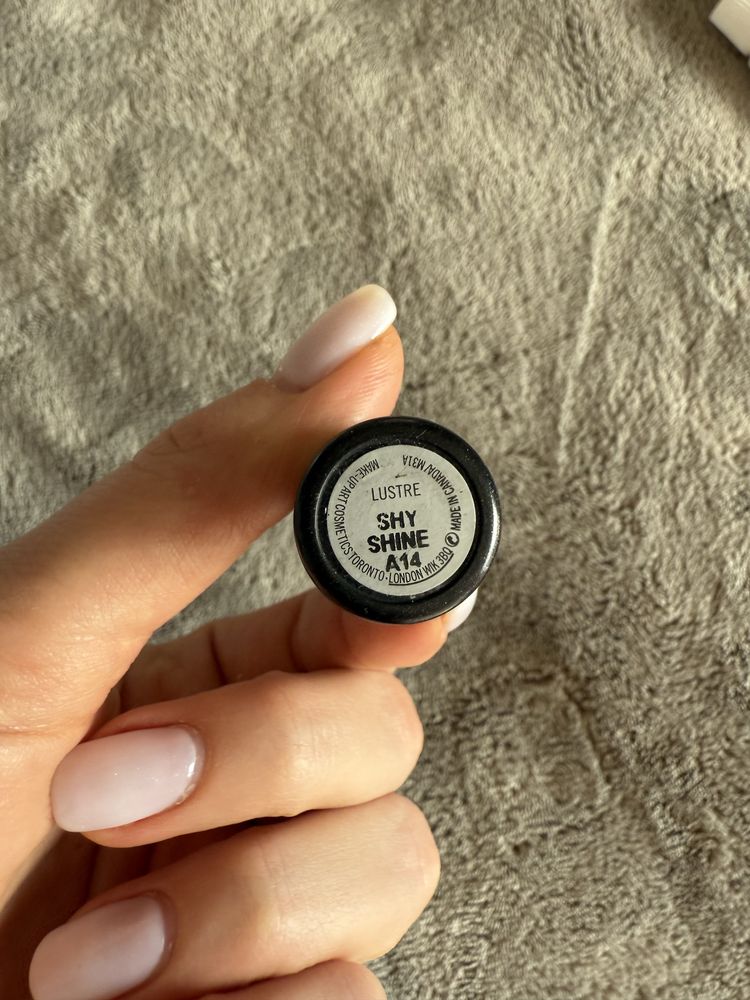 LUSTRE
SHY
SHINE
A14
MAKE-UP ART COSMETICS TORONTO · LONDON W1K 3BQ © MADE IN CANADA/ M31A